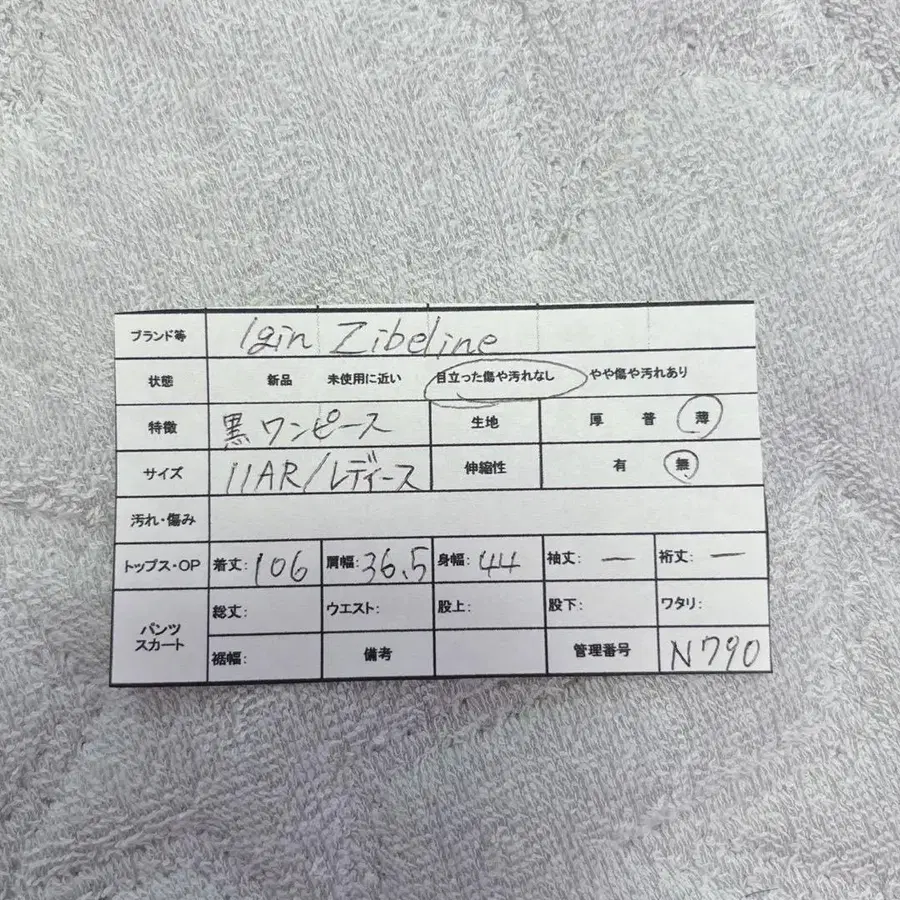 ブランド等 Igin Zibeline
状態 新品 未使用に近い 目立った傷や汚れなし やや傷や汚れあり
特徴 黒ワンピース 生地 厚 普 薄
サイズ 11AR/レディース 伸縮性 有 無
汚れ・傷み
トップス・OP 着丈: 106 肩幅: 36.5 身幅: 44 袖丈: ー 裄丈: ー
パンツ
スカート
総丈: ウエスト: 股上: 股下: ワタリ:
裾幅: 備考 管理番号 N790